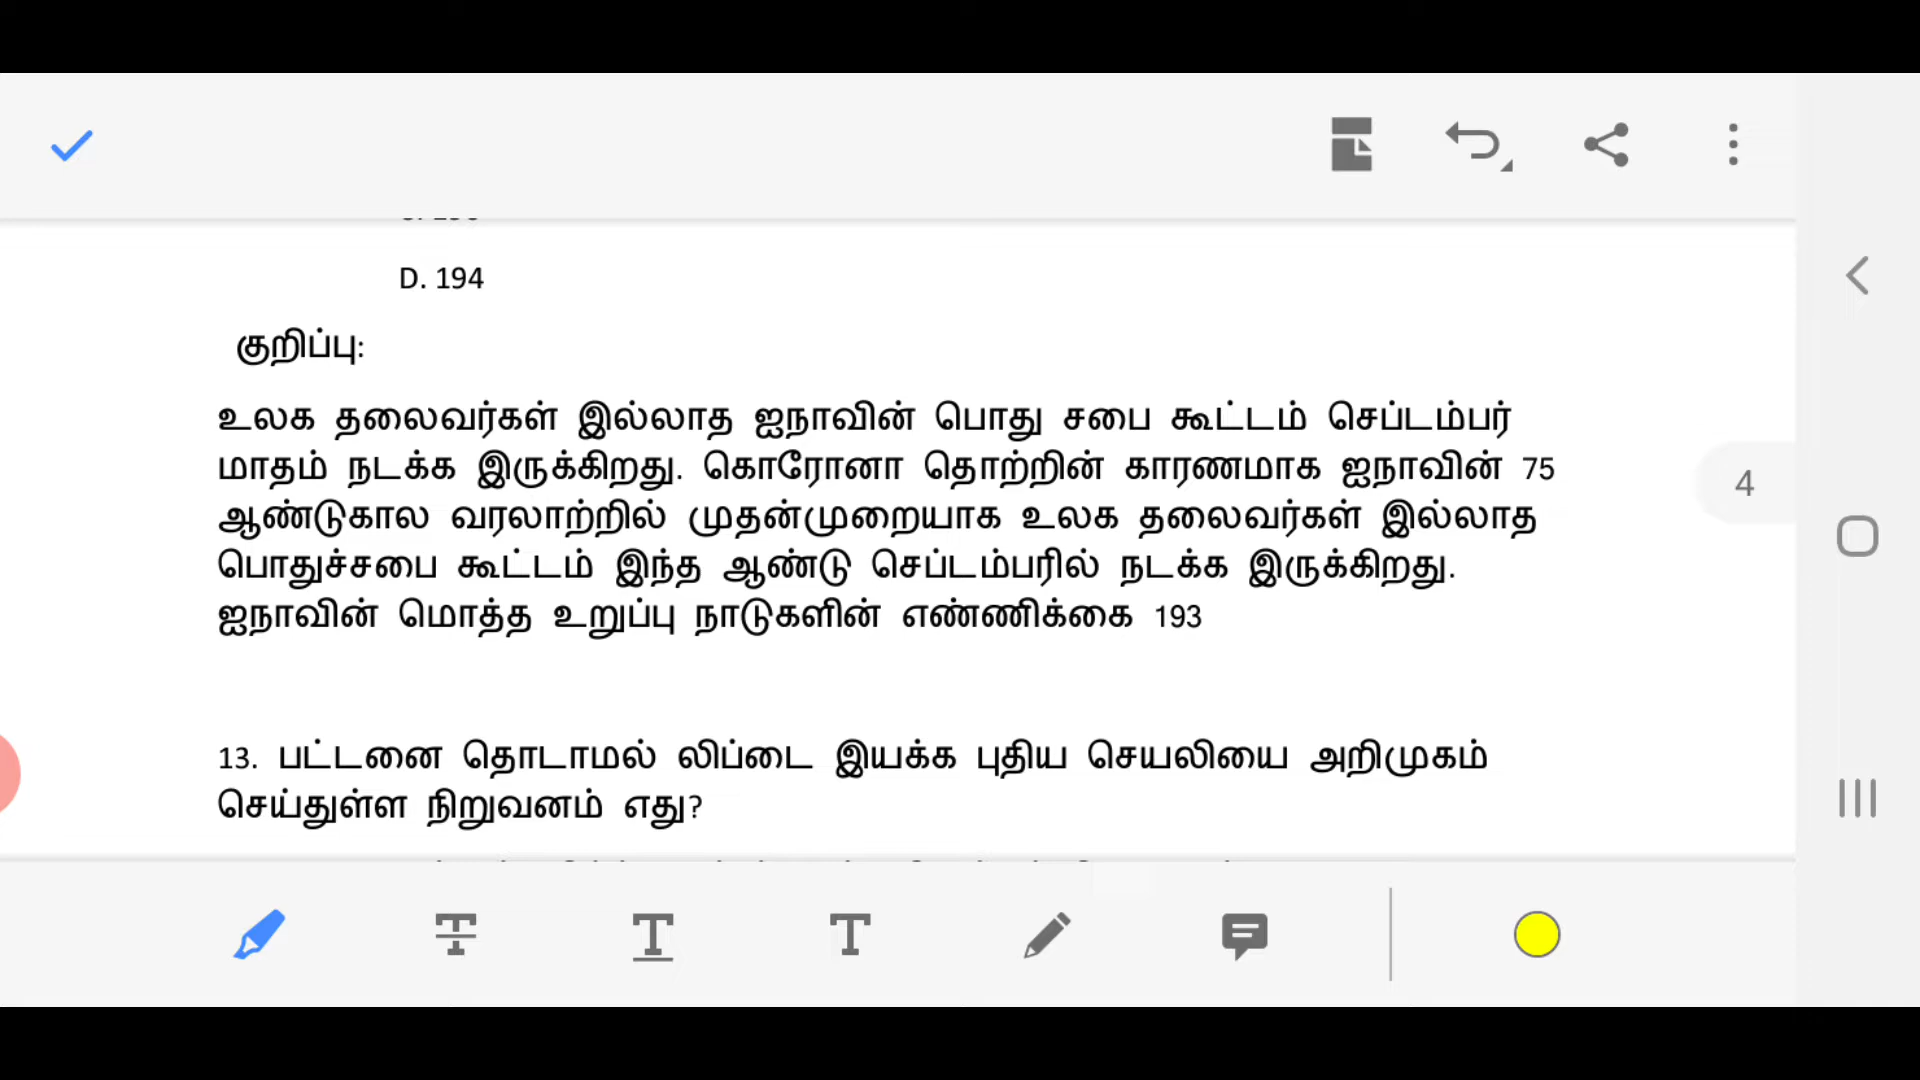 D. 194
குறிப்பு:
உலக தலைவர்கள் இல்லாத ஐநாவின் பொது சபை கூட்டம் செப்டம்பர்
மாதம் நடக்க இருக்கிறது. கொரோனா தொற்றின் காரணமாக ஐநாவின் 75
ஆண்டுகால வரலாற்றில் முதன்முறையாக உலக தலைவர்கள் இல்லாத
பொதுச்சபை கூட்டம் இந்த ஆண்டு செப்டம்பரில் நடக்க இருக்கிறது.
ஐநாவின் மொத்த உறுப்பு நாடுகளின் எண்ணிக்கை 193
4
13. பட்டனை தொடாமல் லிப்டை இயக்க புதிய செயலியை அறிமுகம்
செய்துள்ள நிறுவனம் எது?